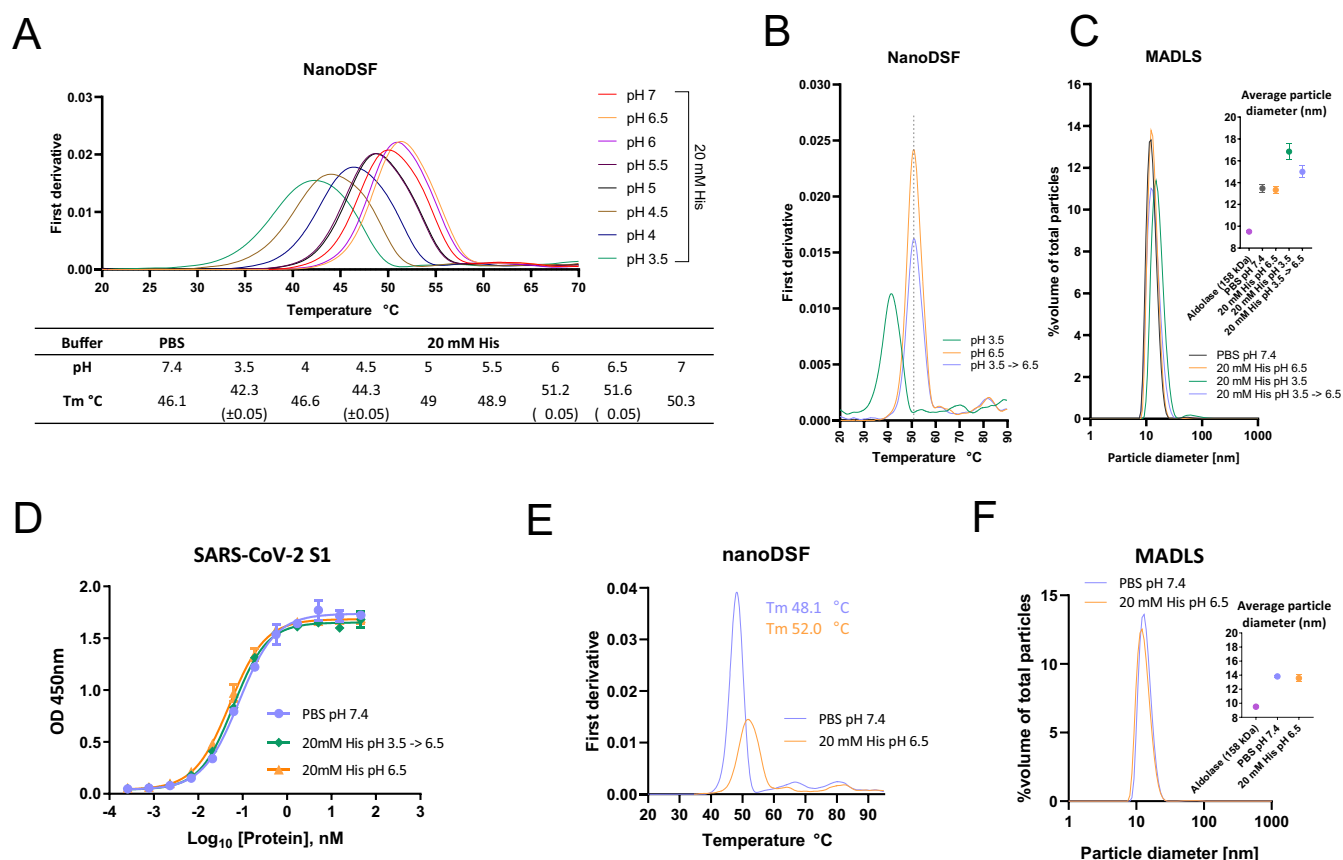 A
NanoDSF
First derivative
0.03
0.02
0.01
0.00
20 25 30 35 40 45 50 55 60 65 70
Temperature °C
pH 7
pH 6.5
pH 6
pH 5.5
pH 5
pH 4.5
pH 4
pH 3.5
20 mM His
Buffer PBS 20 mM His
pH 7.4 3.5 4 4.5 5 5.5 6 6.5 7
Tm °C 46.1 42.3 (±0.05) 46.6 44.3 (±0.05) 49 48.9 51.2 ( 0.05) 51.6 ( 0.05) 50.3
B
NanoDSF
First derivative
0.030
0.025
0.020
0.015
0.010
0.005
0.000
20 30 40 50 60 70 80 90
Temperature °C
pH 3.5
pH 6.5
pH 3.5 -> 6.5
C
MADLS
%volume of total particles
16
14
12
10
8
6
4
2
0
1 10 100 1000
Particle diameter [nm]
Average particle
diameter (nm)
20
18
16
14
12
10
8
Aldolase (158 kDa)
PBS pH 7.4
20 mM His pH 6.5
20 mM His pH 3.5
20 mM His pH 3.5 -> 6.5
PBS pH 7.4
20 mM His pH 6.5
20 mM His pH 3.5
20 mM His pH 3.5 -> 6.5
D
SARS-CoV-2 S1
OD 450nm
2.0
1.5
1.0
0.5
0.0
-4 -3 -2 -1 0 1 2 3
Log10 [Protein], nM
PBS pH 7.4
20mM His pH 3.5 -> 6.5
20mM His pH 6.5
E
nanoDSF
First derivative
0.04
0.03
0.02
0.01
0.00
20 30 40 50 60 70 80 90
Temperature °C
Tm 48.1 °C
Tm 52.0 °C
PBS pH 7.4
20 mM His pH 6.5
F
MADLS
PBS pH 7.4
20 mM His pH 6.5
%volume of total particles
15
10
5
0
1 10 100 1000
Particle diameter [nm]
Average particle
diameter (nm)
20
18
16
14
12
10
8
Aldolase (158 kDa)
PBS pH 7.4
20 mM His pH 6.5